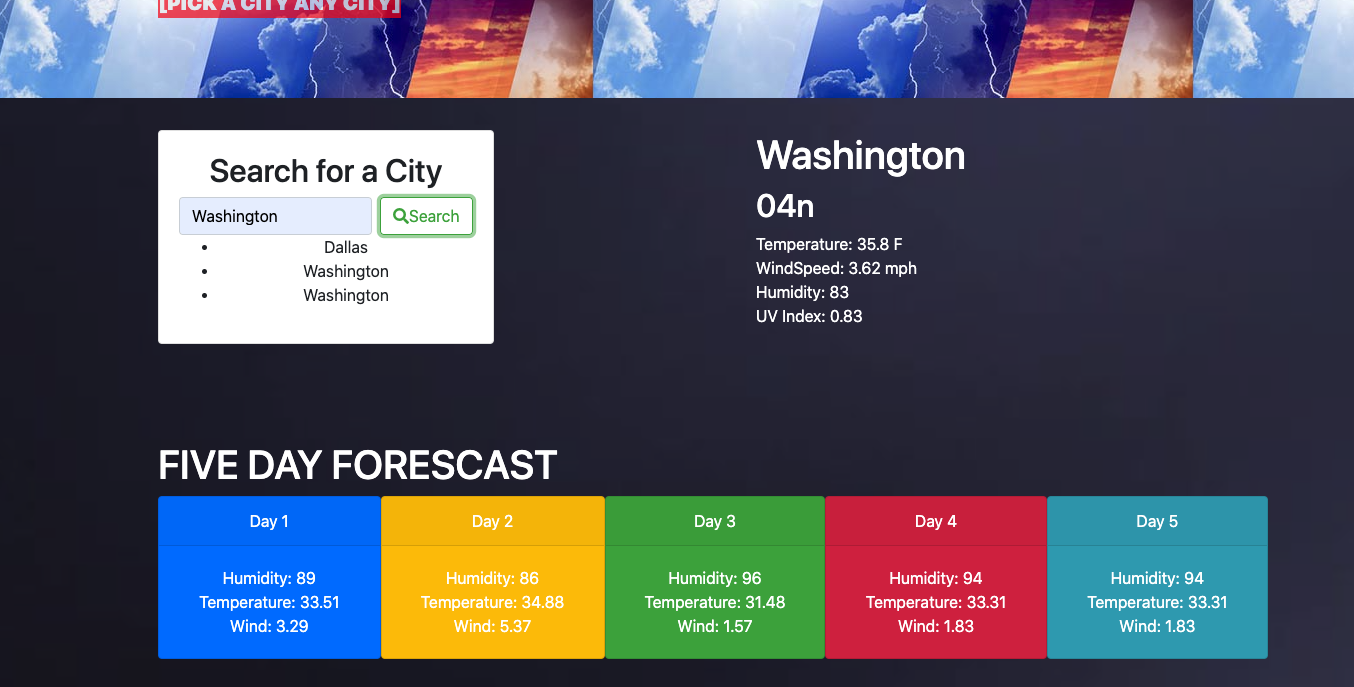 [PICK A CITY ANY CITY]
Search for a City
Washington
Search
Dallas
Washington
Washington
Washington
04n
Temperature: 35.8 F
WindSpeed: 3.62 mph
Humidity: 83
UV Index: 0.83
FIVE DAY FORESCAST
Day 1
Humidity: 89
Temperature: 33.51
Wind: 3.29
Day 2
Humidity: 86
Temperature: 34.88
Wind: 5.37
Day 3
Humidity: 96
Temperature: 31.48
Wind: 1.57
Day 4
Humidity: 94
Temperature: 33.31
Wind: 1.83
Day 5
Humidity: 94
Temperature: 33.31
Wind: 1.83